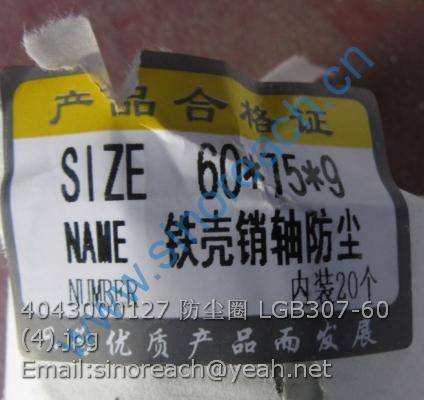 产品合格证
SIZE 60*75*9
NAME 铁壳销轴防尘
NUMBER 内装20个
4043000127 防尘圈 LGB307-60
(4).jpg
优质产品而发展
Email:sinoreach@yeah.net
www.sinoreach.cn